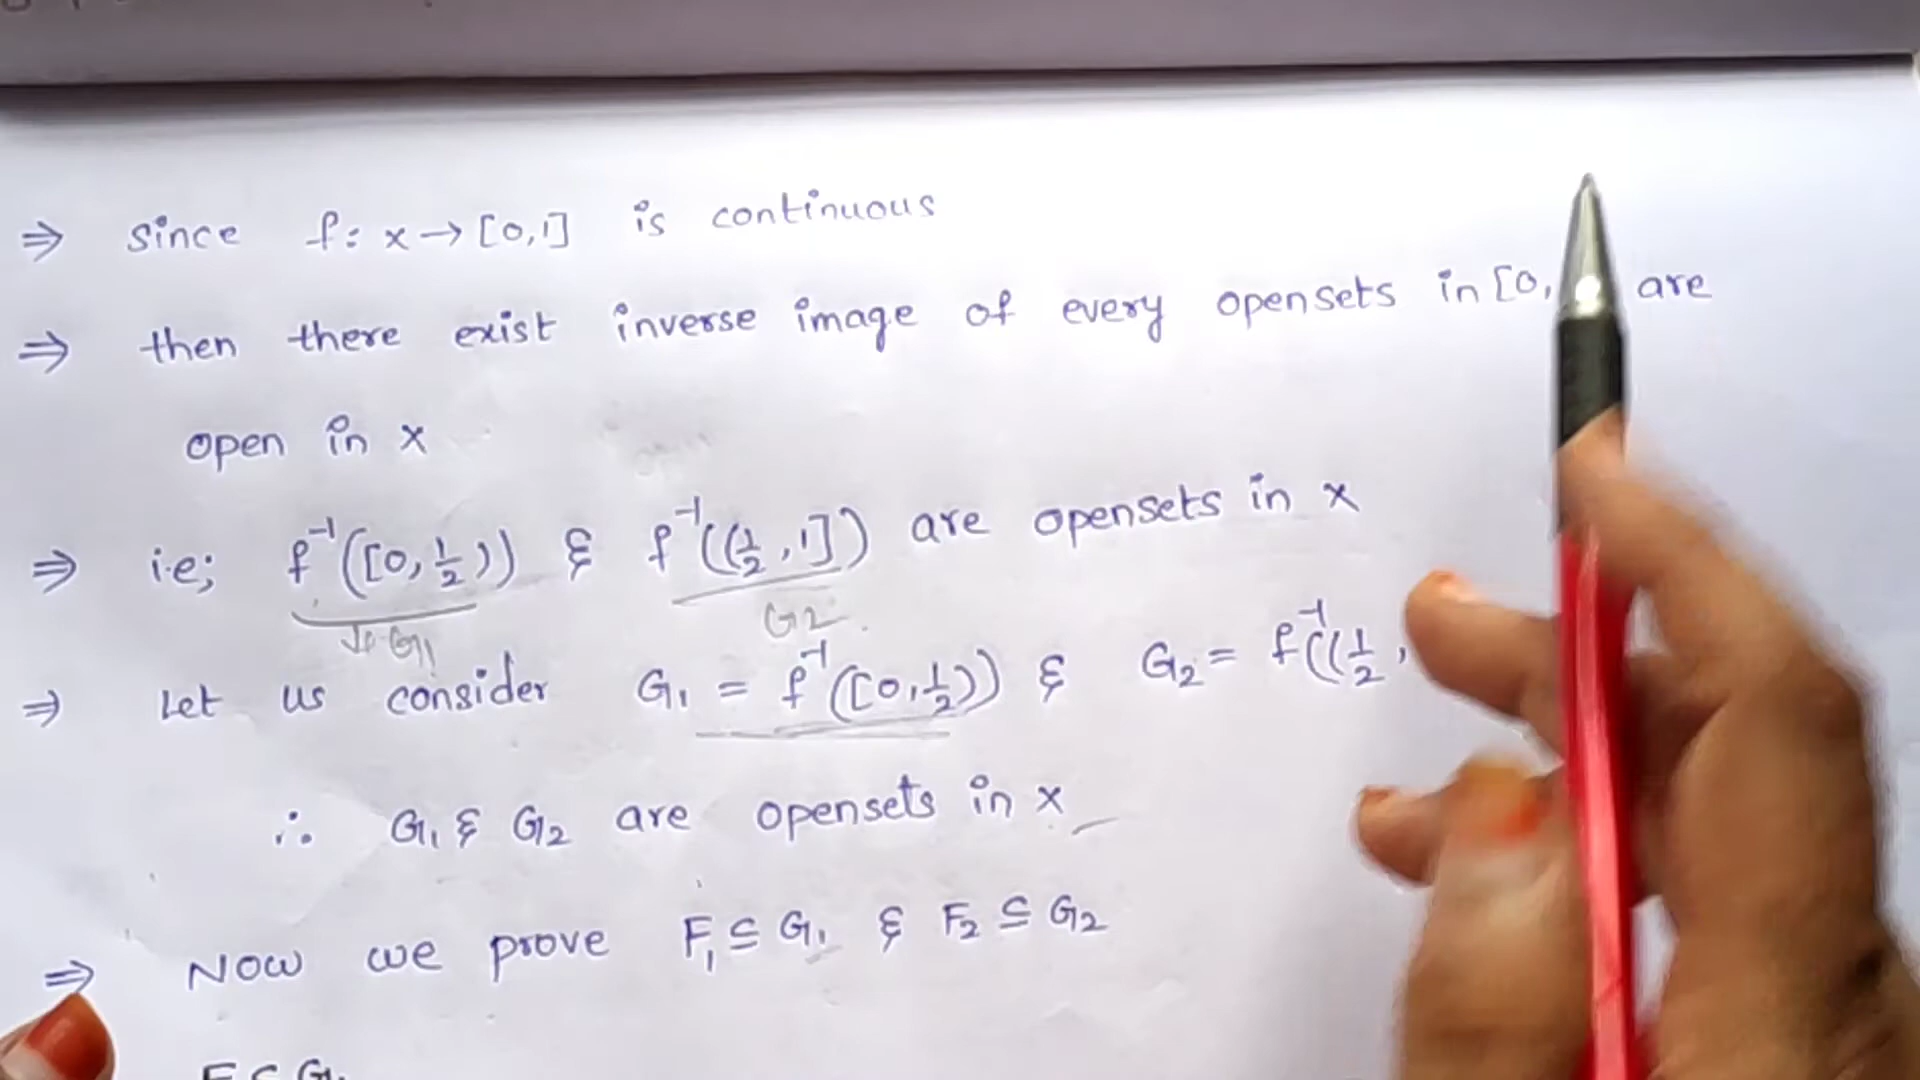 ⇒ since f: x → [0,1] is continuous
⇒ then there exist inverse image of every opensets in [0, are
open in x
⇒ i.e; f⁻¹([0,½)) & f⁻¹((½,1]) are opensets in x
G1 G2
⇒ Let us consider G₁ = f⁻¹([0,½)) & G₂ = f⁻¹((½,
∴ G₁ & G₂ are opensets in x
⇒ Now we prove F₁ ⊆ G₁ & F₂ ⊆ G₂